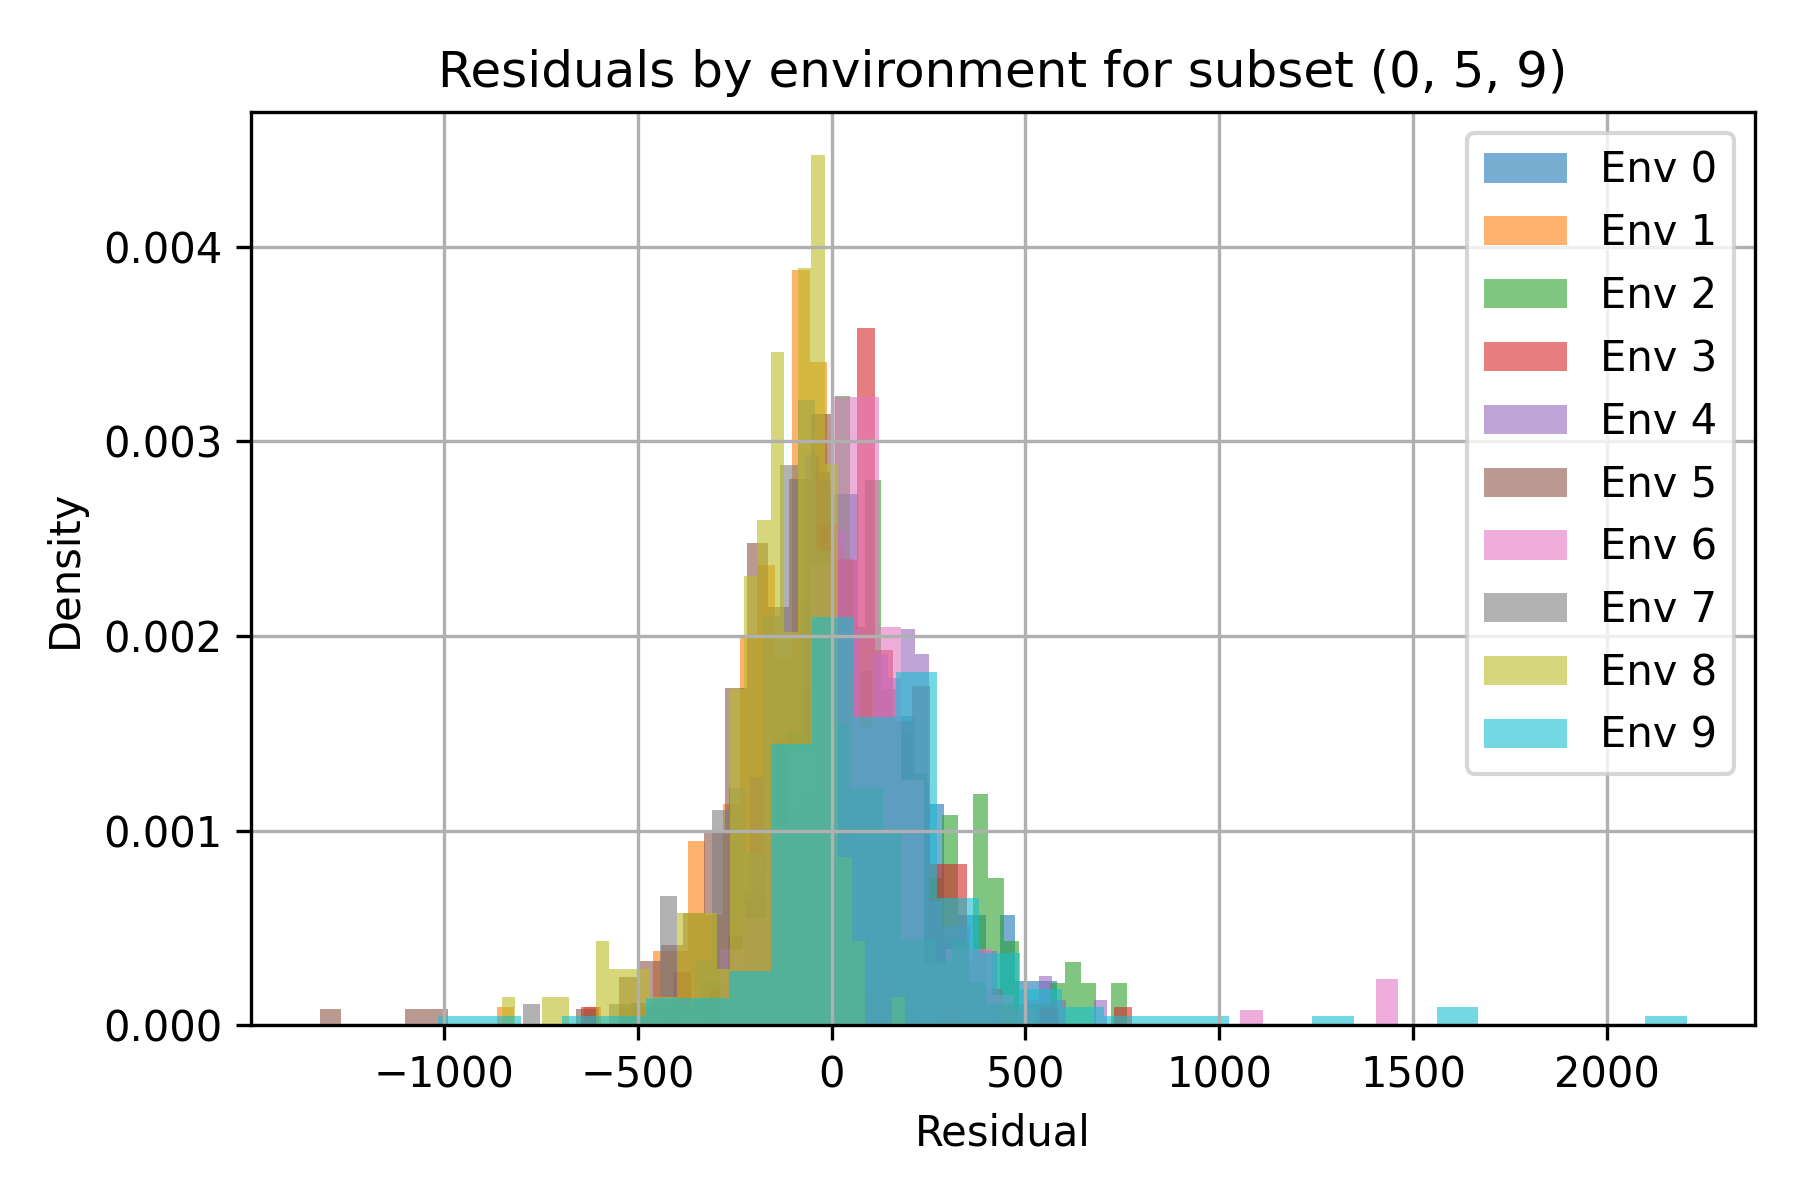 Residuals by environment for subset (0, 5, 9)
Env 0
Env 1
Env 2
Env 3
Env 4
Env 5
Env 6
Env 7
Env 8
Env 9
0.004
0.003
0.002
0.001
0.000
Density
−1000
−500
0
500
1000
1500
2000
Residual